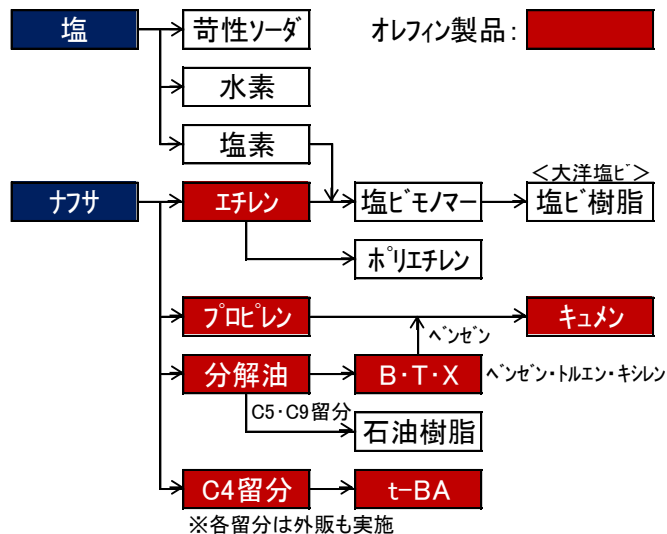 塩
苛性ソーダ
オレフィン製品：
水素
塩素
＜大洋塩ビ＞
ナフサ
エチレン
塩ビモノマー
塩ビ樹脂
ポリエチレン
プロピレン
キュメン
ベンゼン
分解油
B・T・X
ベンゼン・トルエン・キシレン
C5・C9留分
石油樹脂
C4留分
t-BA
※各留分は外販も実施